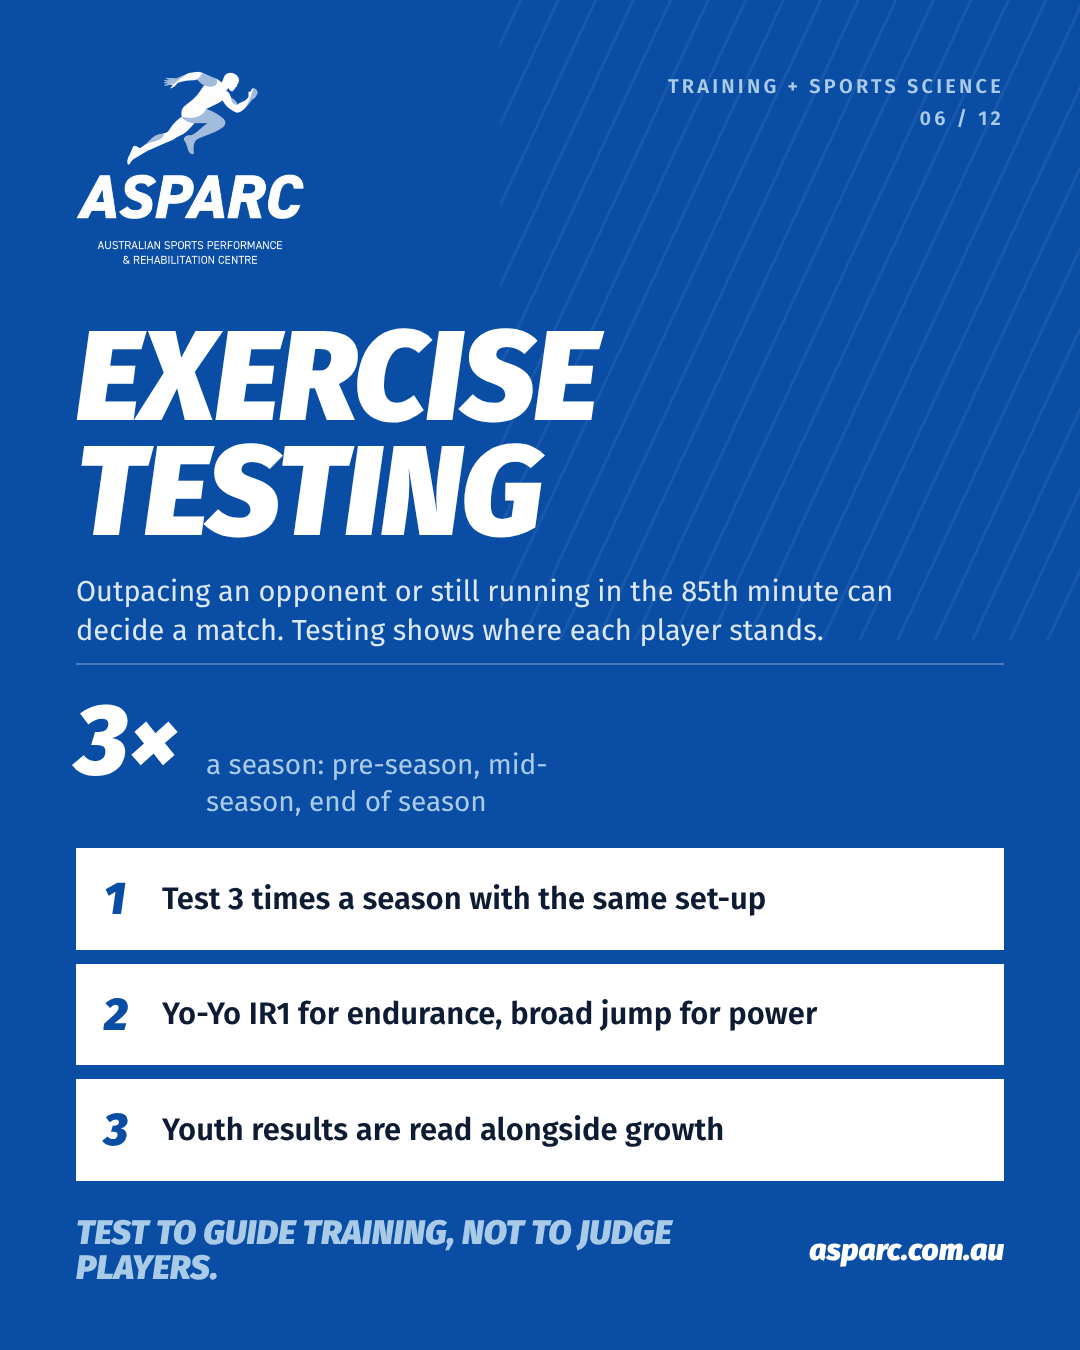 ASPARC
AUSTRALIAN SPORTS PERFORMANCE
& REHABILITATION CENTRE
TRAINING + SPORTS SCIENCE
06 / 12
EXERCISE
TESTING
Outpacing an opponent or still running in the 85th minute can
decide a match. Testing shows where each player stands.
3×
a season: pre-season, mid-
season, end of season
1 Test 3 times a season with the same set-up
2 Yo-Yo IR1 for endurance, broad jump for power
3 Youth results are read alongside growth
TEST TO GUIDE TRAINING, NOT TO JUDGE
PLAYERS.
asparc.com.au